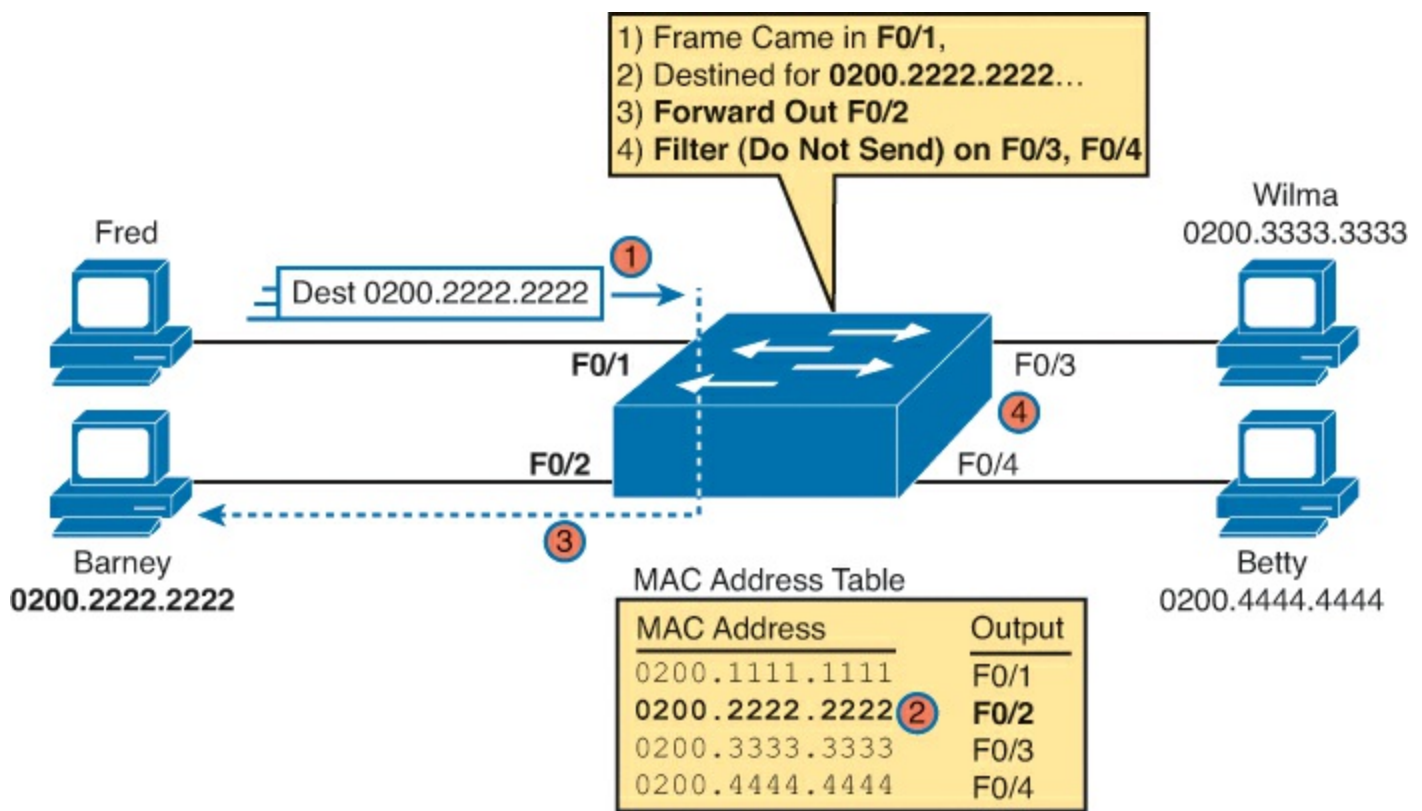 1) Frame Came in F0/1,
2) Destined for 0200.2222.2222...
3) Forward Out F0/2
4) Filter (Do Not Send) on F0/3, F0/4
Wilma
0200.3333.3333
Fred
1
Dest 0200.2222.2222
F0/1
F0/3
4
F0/2
F0/4
3
Barney
0200.2222.2222
Betty
0200.4444.4444
MAC Address Table
MAC Address Output
0200.1111.1111 F0/1
0200.2222.2222 2 F0/2
0200.3333.3333 F0/3
0200.4444.4444 F0/4